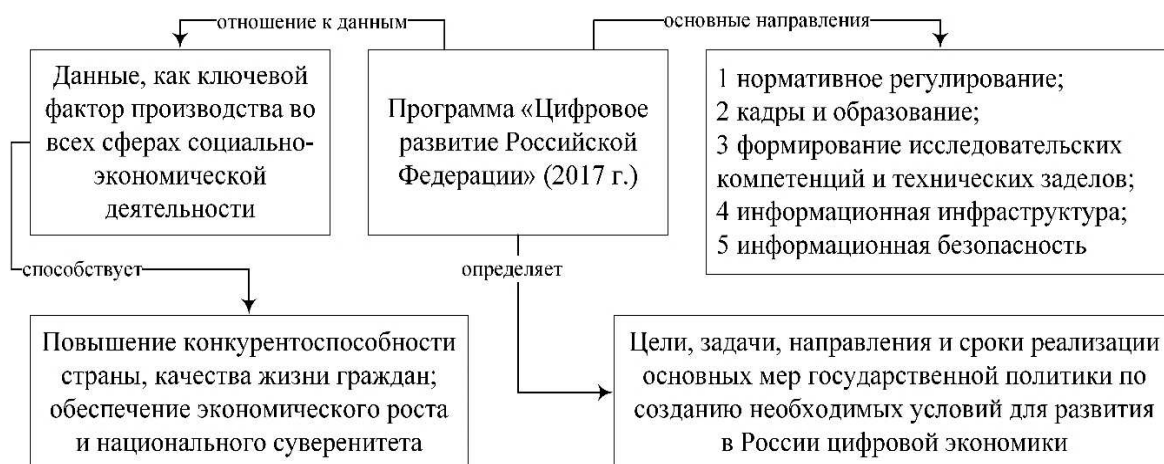 отношение к данным
основные направления
Данные, как ключевой
фактор производства во
всех сферах социально-
экономической
деятельности
Программа «Цифровое
развитие Российской
Федерации» (2017 г.)
1 нормативное регулирование;
2 кадры и образование;
3 формирование исследовательских
компетенций и технических заделов;
4 информационная инфраструктура;
5 информационная безопасность
способствует
определяет
Повышение конкурентоспособности
страны, качества жизни граждан;
обеспечение экономического роста
и национального суверенитета
Цели, задачи, направления и сроки реализации
основных мер государственной политики по
созданию необходимых условий для развития
в России цифровой экономики